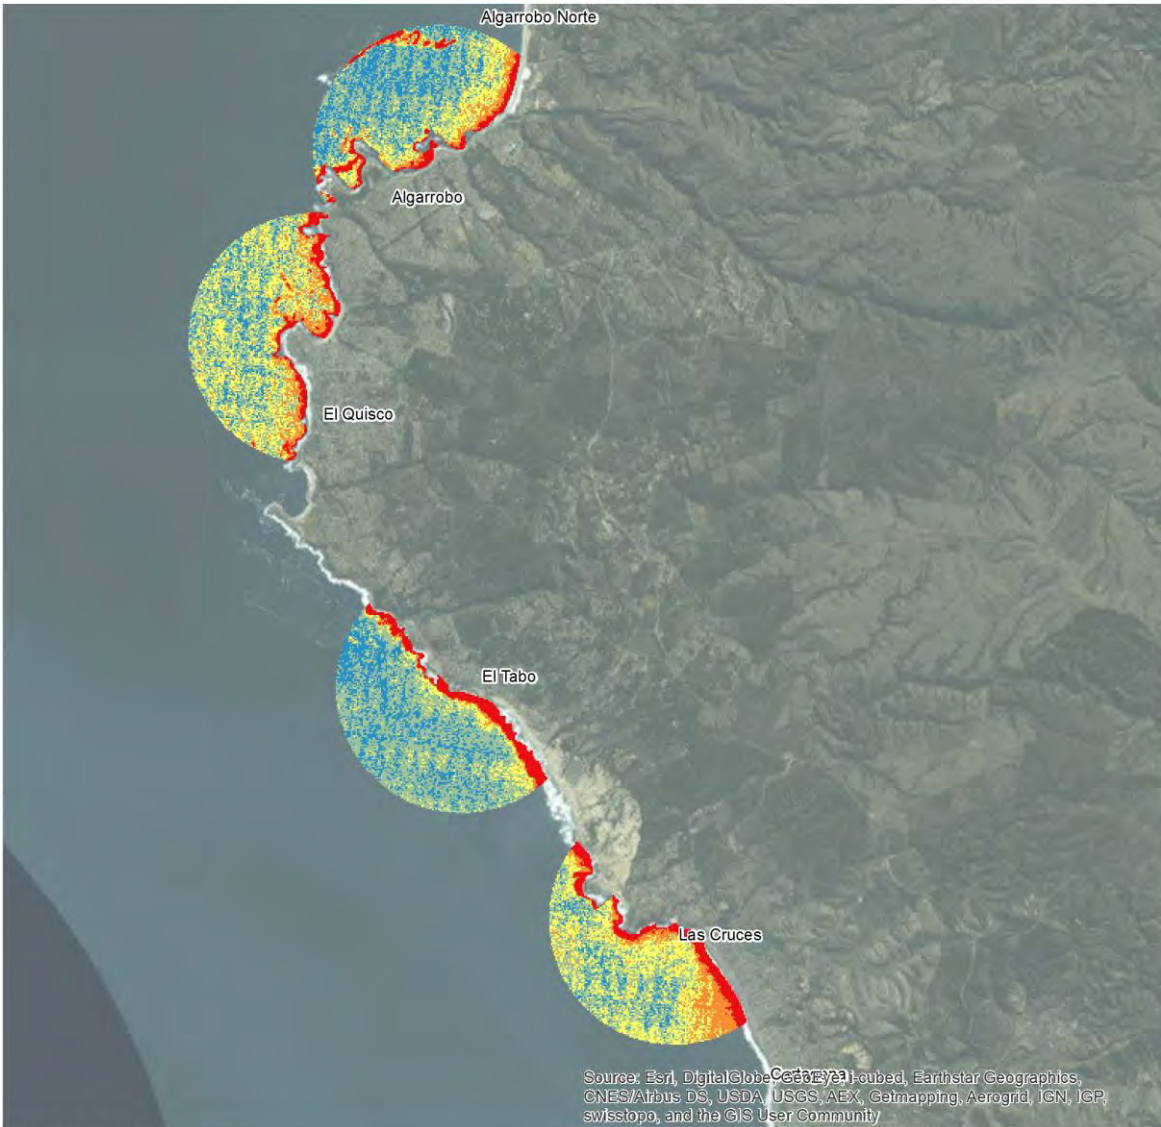 Algarrobo Norte
Algarrobo
El Quisco
El Tabo
Las Cruces
Cartagena
Source: Esri, DigitalGlobe, GeoEye, i-cubed, Earthstar Geographics,
CNES/Airbus DS, USDA, USGS, AEX, Getmapping, Aerogrid, IGN, IGP,
swisstopo, and the GIS User Community